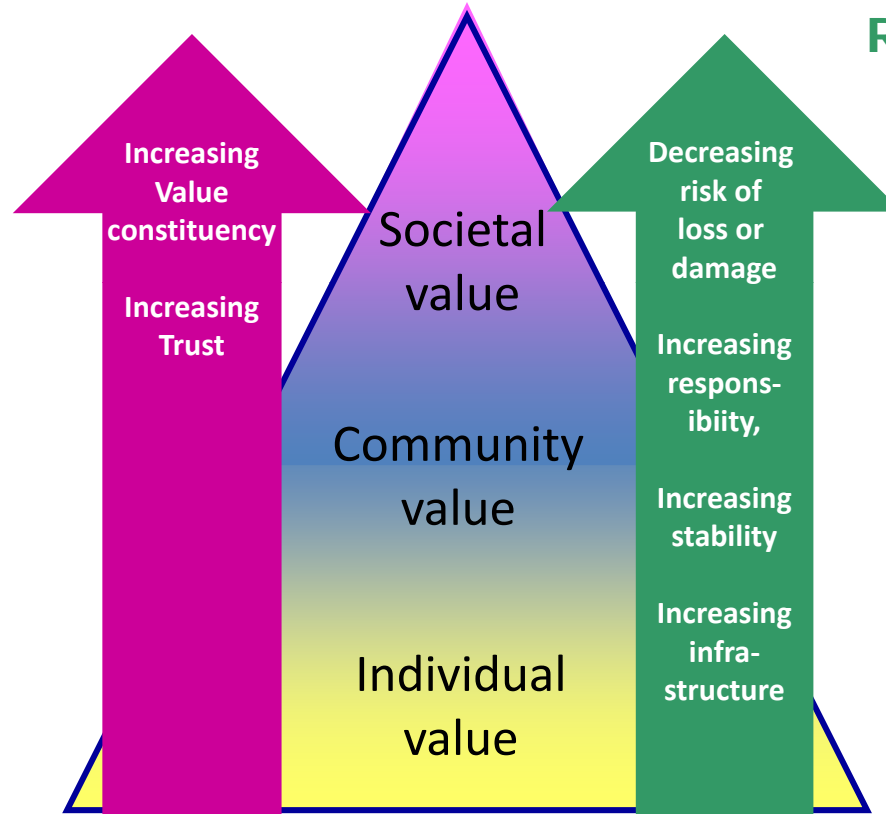 R
Increasing
Value
constituency
Increasing
Trust
Societal
value
Community
value
Individual
value
Decreasing
risk of
loss or
damage
Increasing
respons-
ibiity,
Increasing
stability
Increasing
infra-
structure